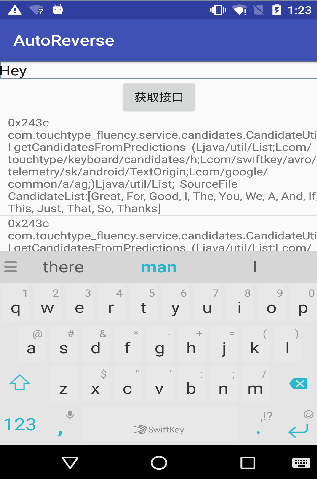 1:23
AutoReverse
Hey
获取接口
0x243c
com.touchtype_fluency.service.candidates.CandidateUti
l getCandidatesFromPredictions (Ljava/util/List;Lcom/
touchtype/keyboard/candidates/h;Lcom/swiftkey/avro/
telemetry/sk/android/TextOrigin;Lcom/google/
common/a/ag;)Ljava/util/List; SourceFile
CandidateList:[Great, For, Good, I, The, You, We, A, And, If,
This, Just, That, So, Thanks]
0x243c
com.touchtype_fluency.service.candidates.CandidateUti
l getCandidatesFromPredictions (Ljava/util/List;Lcom/
there man I
1 2 3 4 5 6 7 8 9 0
q w e r t y u i o p
@ # & * - + = ( )
a s d f g h j k l
$ " ' : ; /
z x c v b n m
123 , SwiftKey . ,!?